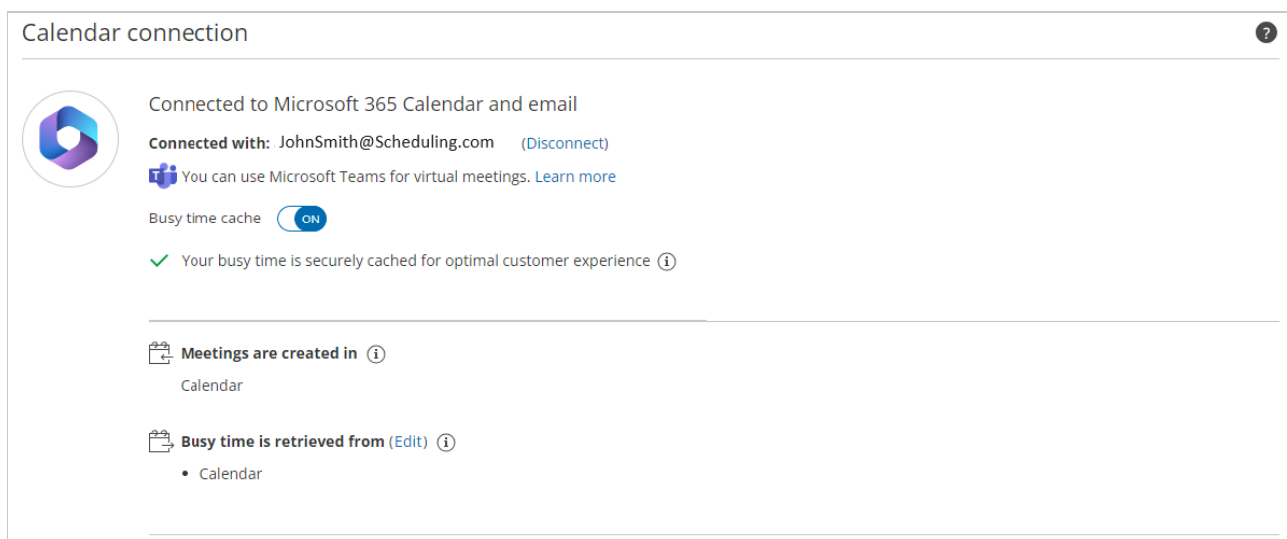 Calendar connection
?
Connected to Microsoft 365 Calendar and email
Connected with: JohnSmith@Scheduling.com (Disconnect)
You can use Microsoft Teams for virtual meetings. Learn more
Busy time cache ON
Your busy time is securely cached for optimal customer experience i
Meetings are created in i
Calendar
Busy time is retrieved from (Edit) i
• Calendar